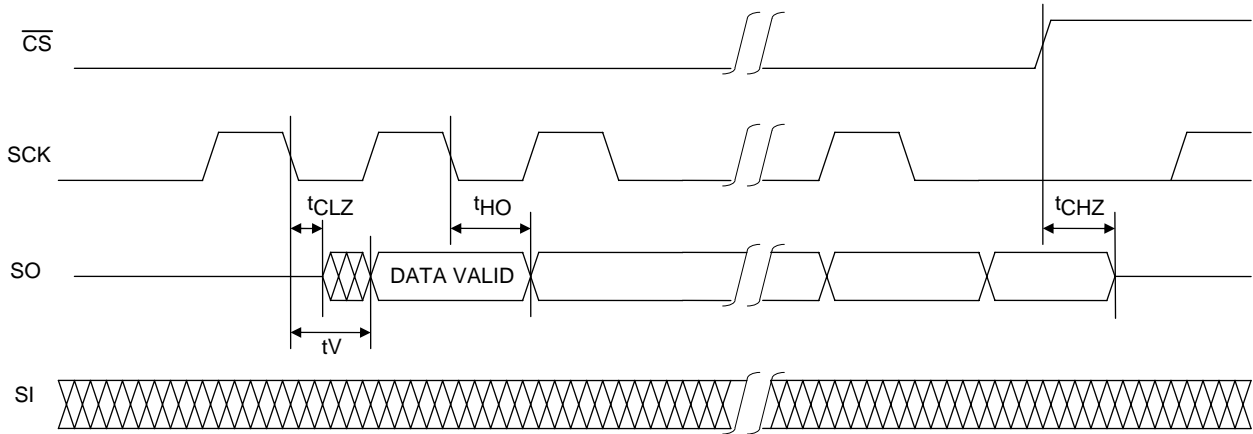 CS
SCK
tCLZ
tHO
tCHZ
SO
DATA VALID
tV
SI